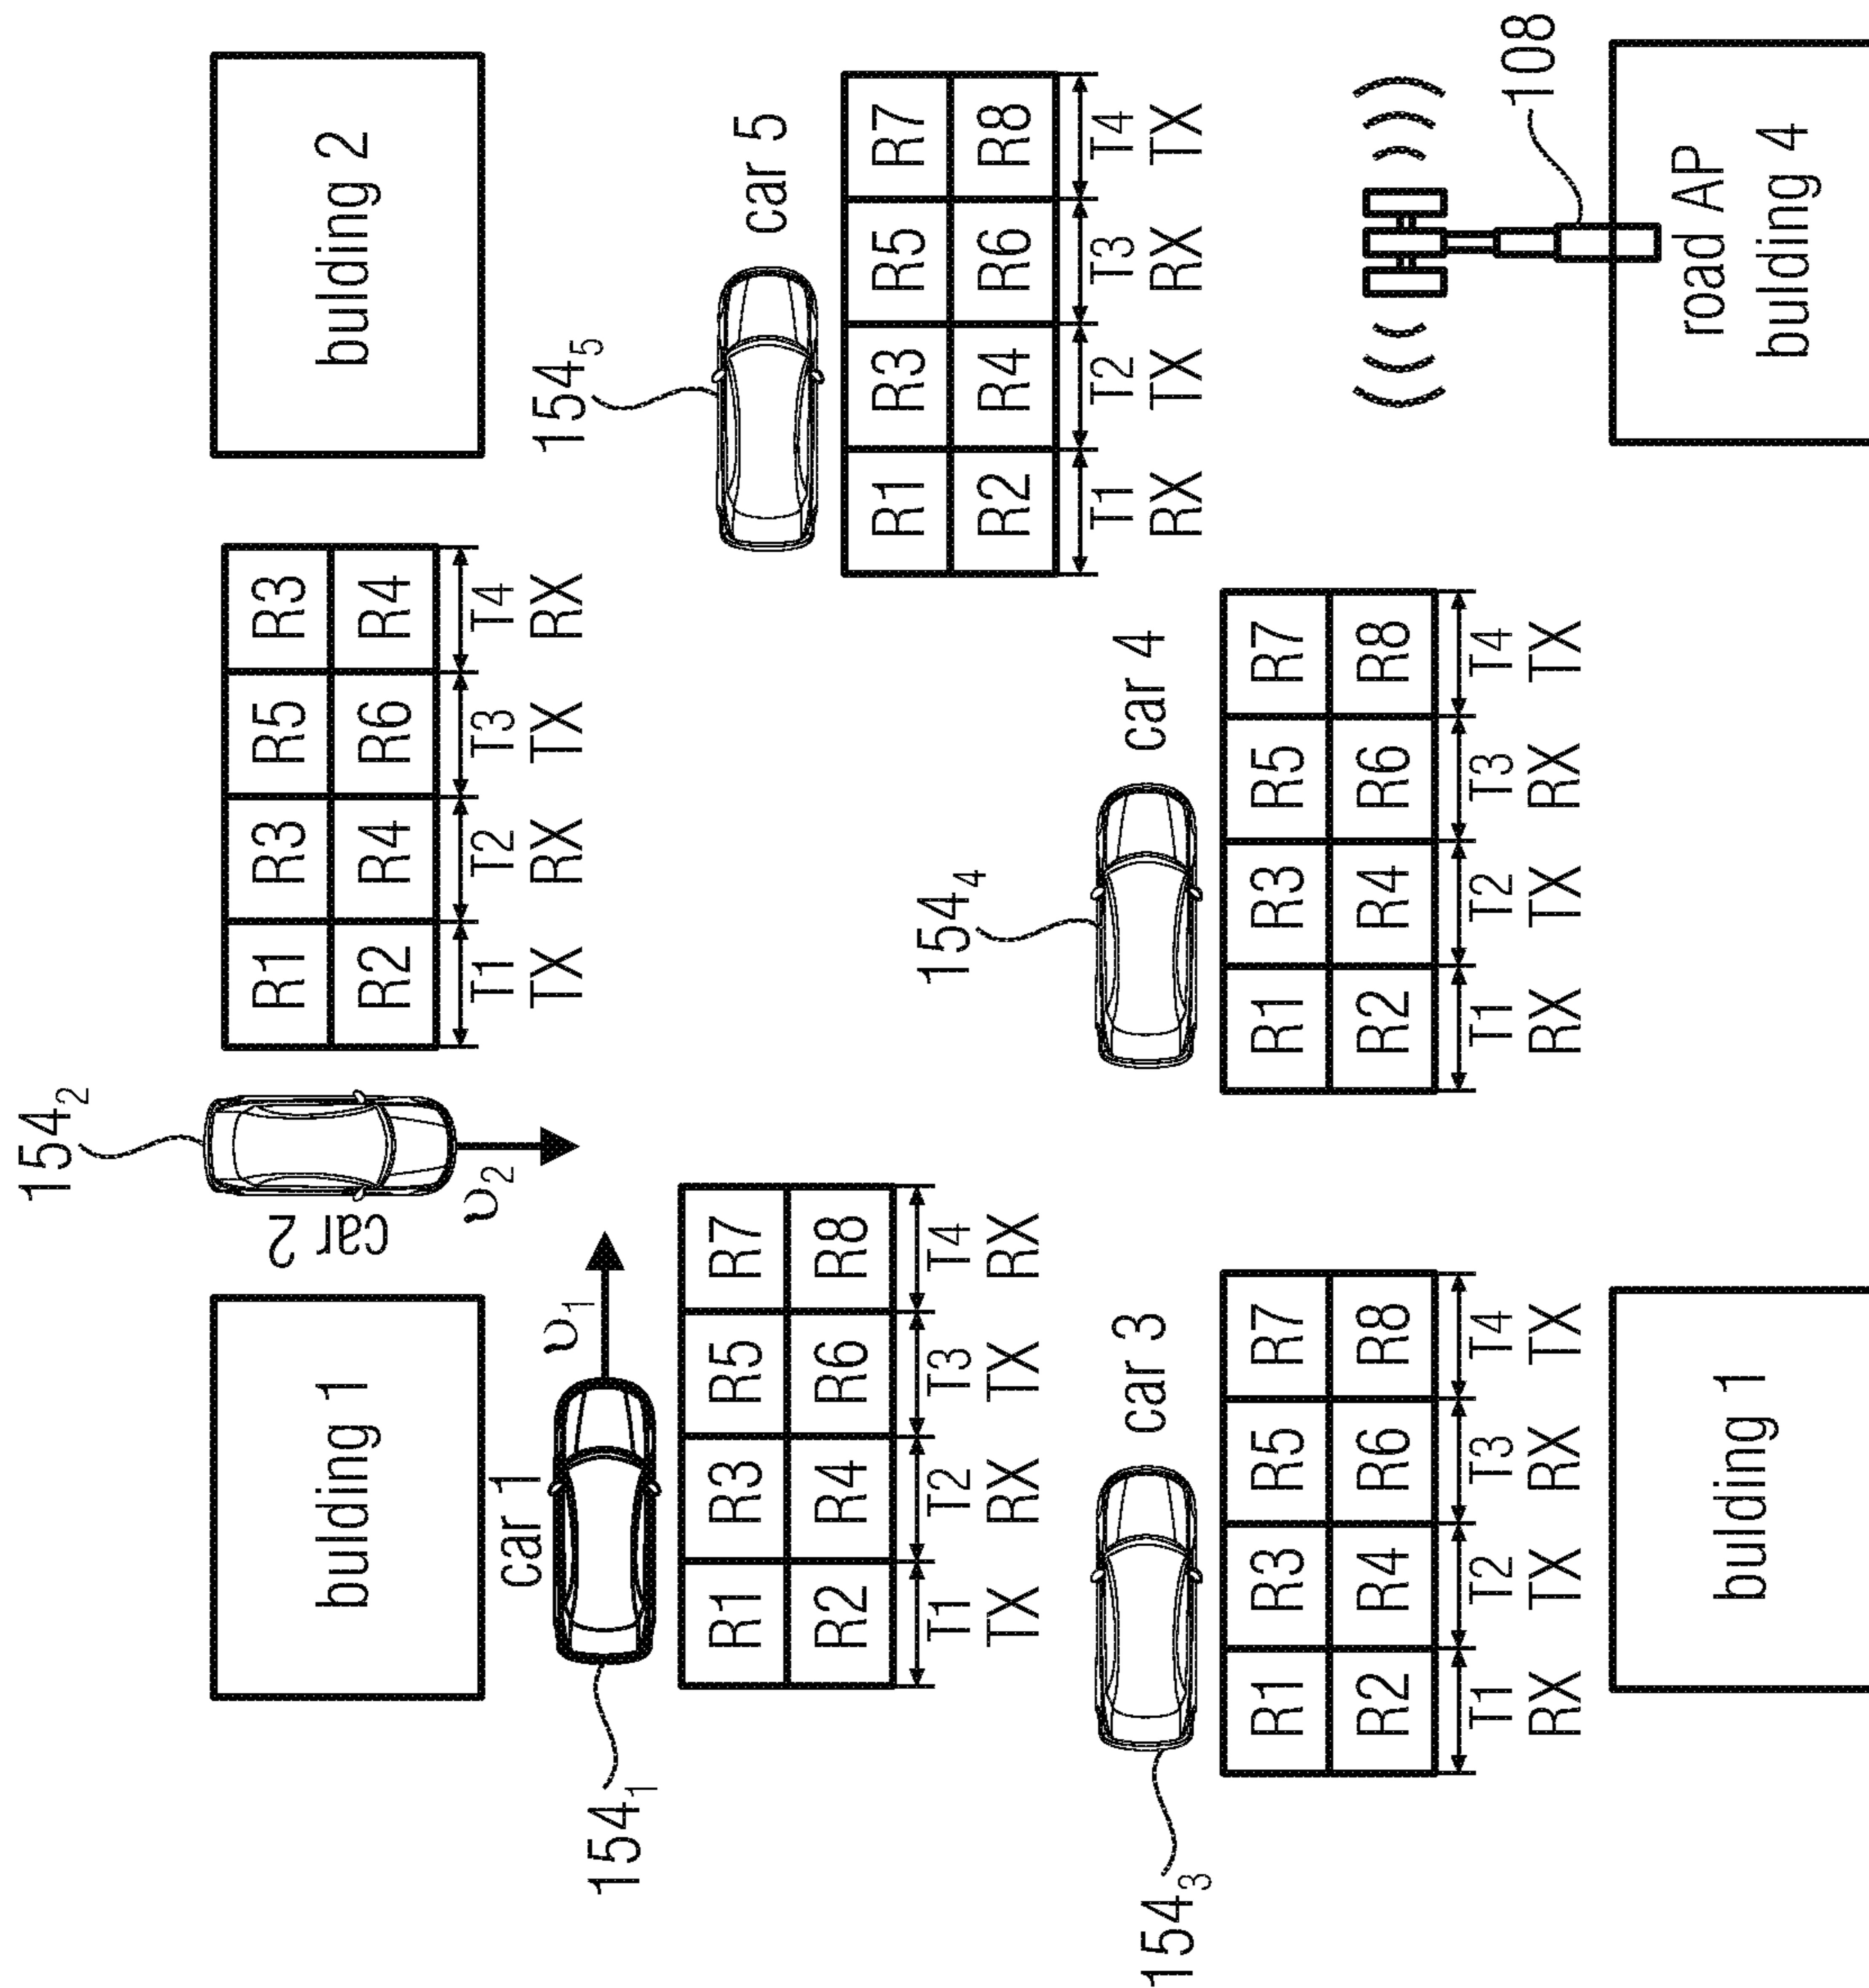 154₂
bulding 1
car 2
υ₂
R1 R3 R5 R3
R2 R4 R6 R4
T1 T2 T3 T4
TX RX TX RX
bulding 2
154₁
car 1
υ₁
R1 R3 R5 R7
R2 R4 R6 R8
T1 T2 T3 T4
TX RX TX RX
154₅
car 5
R1 R3 R5 R7
R2 R4 R6 R8
T1 T2 T3 T4
RX TX RX TX
154₃
car 3
R1 R3 R5 R7
R2 R4 R6 R8
T1 T2 T3 T4
RX TX RX TX
154₄
car 4
R1 R3 R5 R7
R2 R4 R6 R8
T1 T2 T3 T4
RX TX RX TX
108
bulding 1
road AP
bulding 4